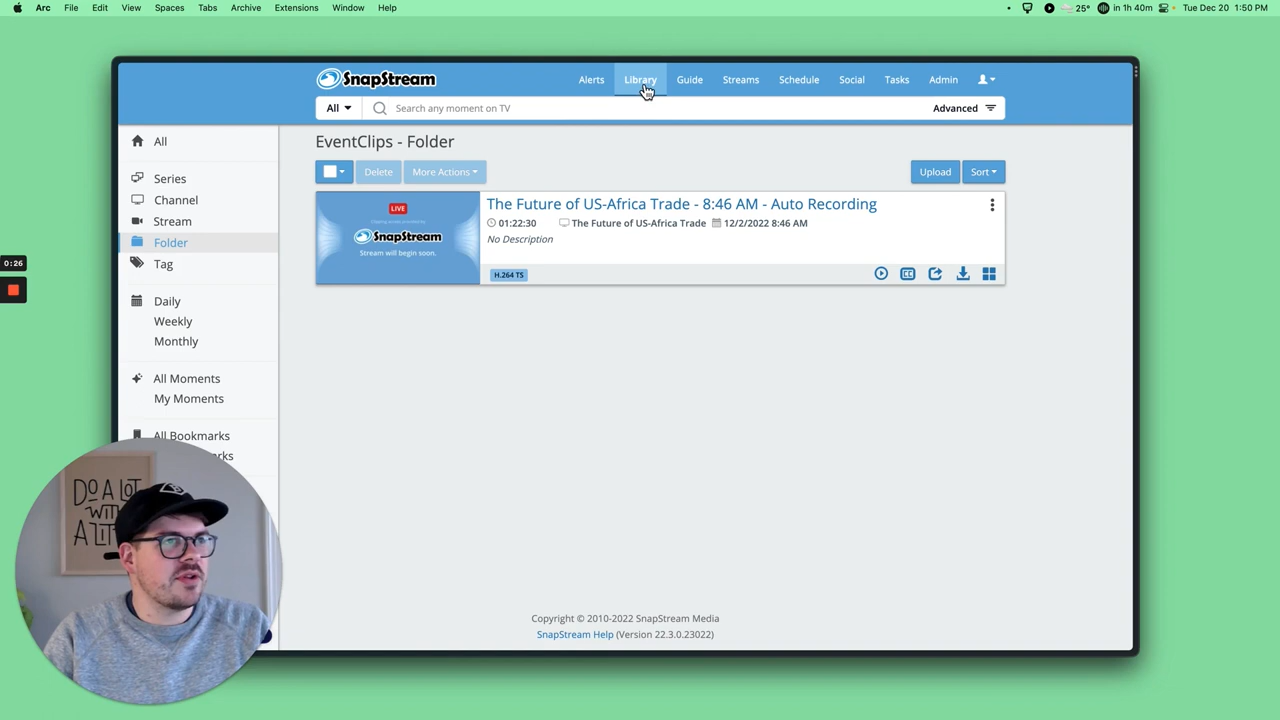 Arc File Edit View Spaces Tabs Archive Extensions Window Help
25° in 1h 40m Tue Dec 20 1:50 PM
SnapStream
Alerts Library Guide Streams Schedule Social Tasks Admin
All Search any moment on TV Advanced
All
Series
Channel
Stream
Folder
Tag
Daily
Weekly
Monthly
All Moments
My Moments
All Bookmarks
EventClips - Folder
Delete More Actions Upload Sort
LIVE
SnapStream
Stream will begin soon.
The Future of US-Africa Trade - 8:46 AM - Auto Recording
01:22:30 The Future of US-Africa Trade 12/2/2022 8:46 AM
No Description
H.264 TS
CC
0:26
DO A LOT
WITH
A LIT
Copyright © 2010-2022 SnapStream Media
SnapStream Help (Version 22.3.0.23022)